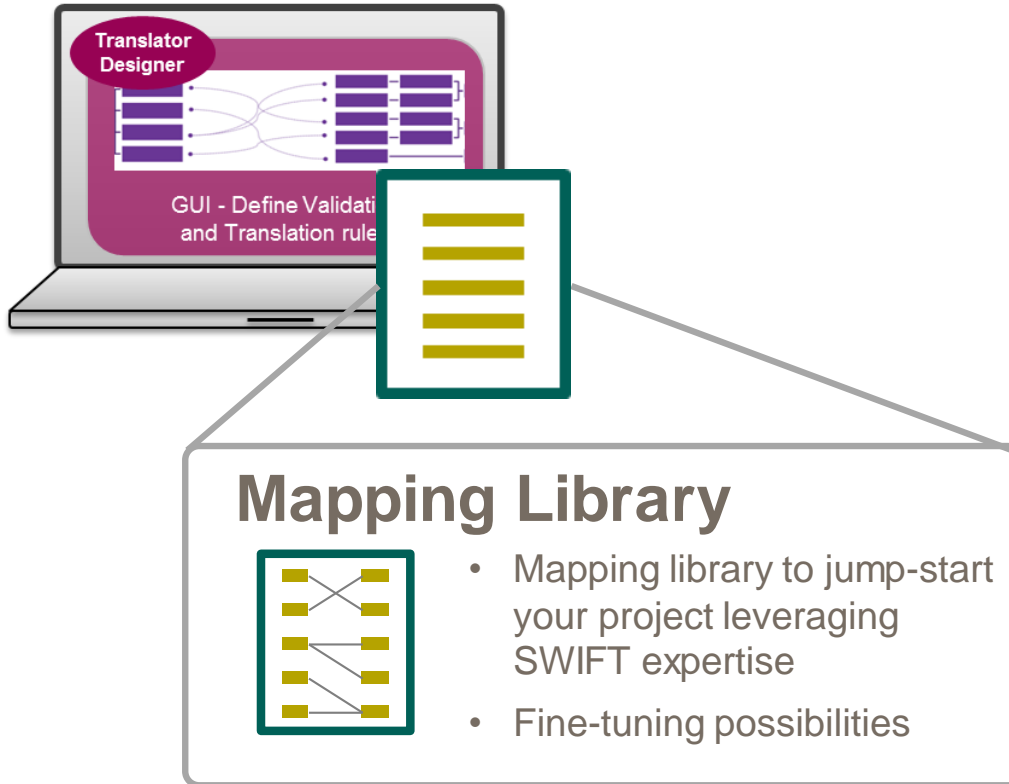 Translator
Designer
GUI - Define Validati
and Translation rule
Mapping Library
• Mapping library to jump-start
your project leveraging
SWIFT expertise
• Fine-tuning possibilities